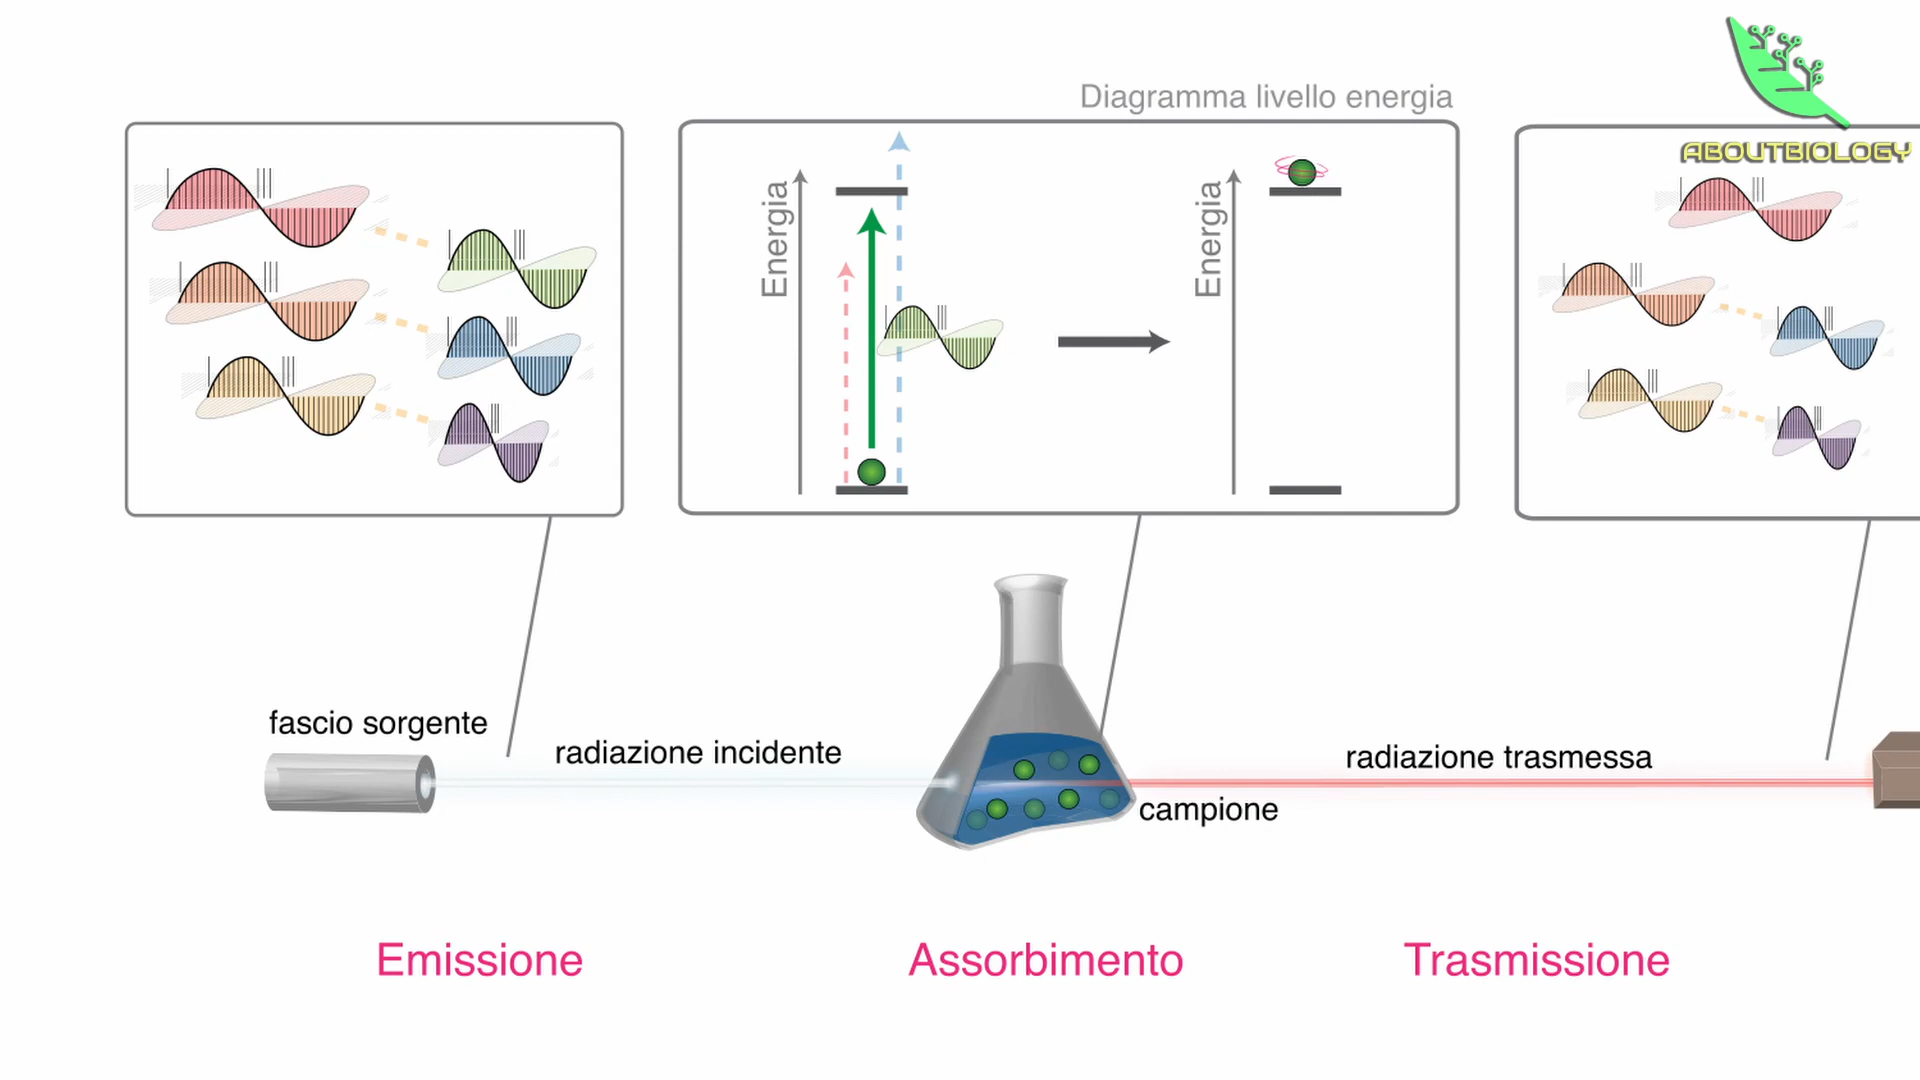 Diagramma livello energia
ABOUTBIOLOGY
Energia
Energia
fascio sorgente
radiazione incidente
radiazione trasmessa
campione
Emissione
Assorbimento
Trasmissione